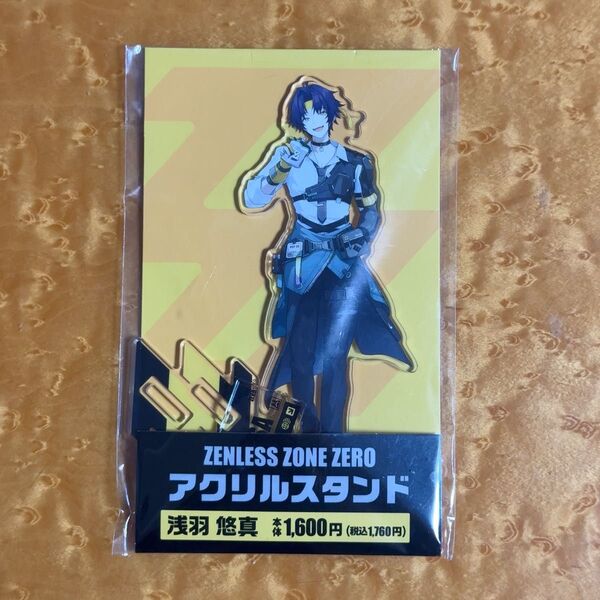 ZENLESS ZONE ZERO
アクリルスタンド
浅羽 悠真 本体 1,600円 (税込1,760円)